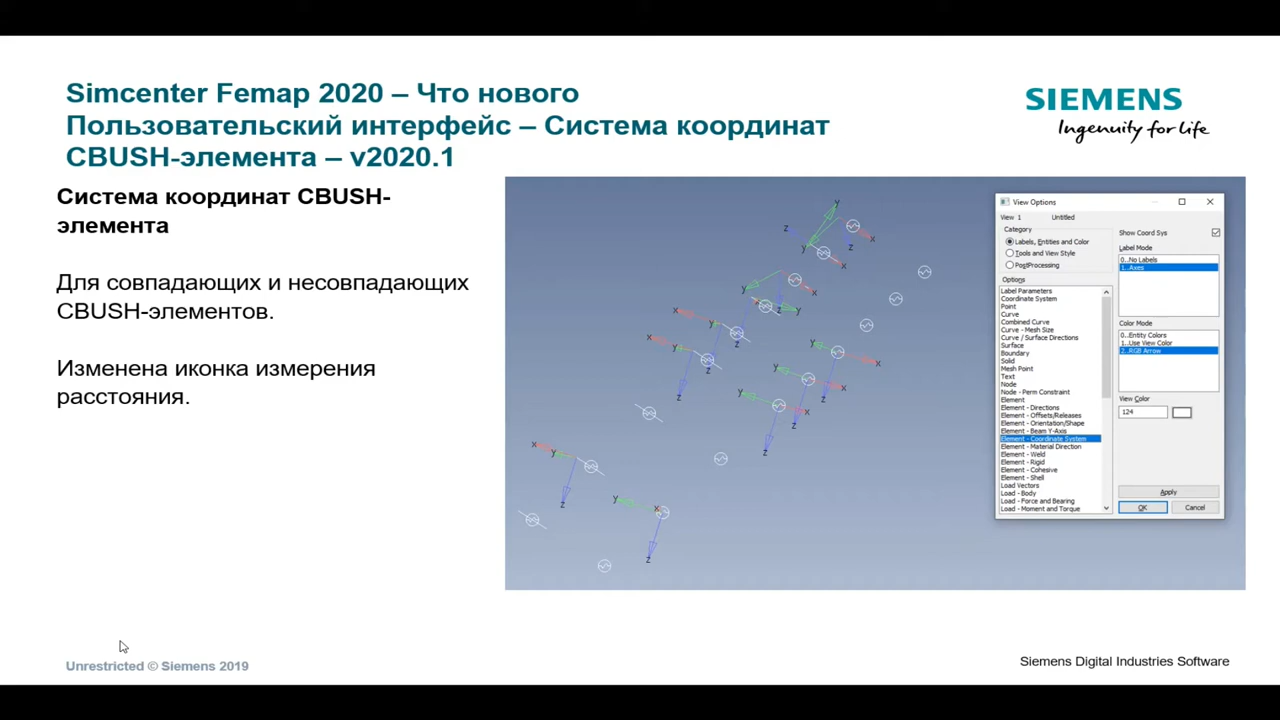 Simcenter Femap 2020 – Что нового
Пользовательский интерфейс – Система координат
CBUSH-элемента – v2020.1
SIEMENS
Ingenuity for life
Система координат CBUSH-
элемента
Для совпадающих и несовпадающих
CBUSH-элементов.
Изменена иконка измерения
расстояния.
View Options
View 1 Untitled
Category
Labels, Entities and Color
Tools and View Style
PostProcessing
Options
Label Parameters
Coordinate System
Point
Curve
Combined Curve
Curve - Mesh Size
Curve / Surface Directions
Surface
Boundary
Solid
Mesh Point
Text
Node
Node - Perm Constraint
Element
Element - Directions
Element - Offsets/Releases
Element - Orientation/Shape
Element - Beam Y-Axis
Element - Coordinate System
Element - Material Direction
Element - Weld
Element - Rigid
Element - Cohesive
Element - Shell
Load Vectors
Load - Body
Load - Force and Bearing
Load - Moment and Torque
Show Coord Sys
Label Mode
0..No Labels
1..Axes
Color Mode
0..Entity Colors
1..Use View Color
2..RGB Arrow
View Color
124
Apply
OK
Cancel
Unrestricted © Siemens 2019
Siemens Digital Industries Software